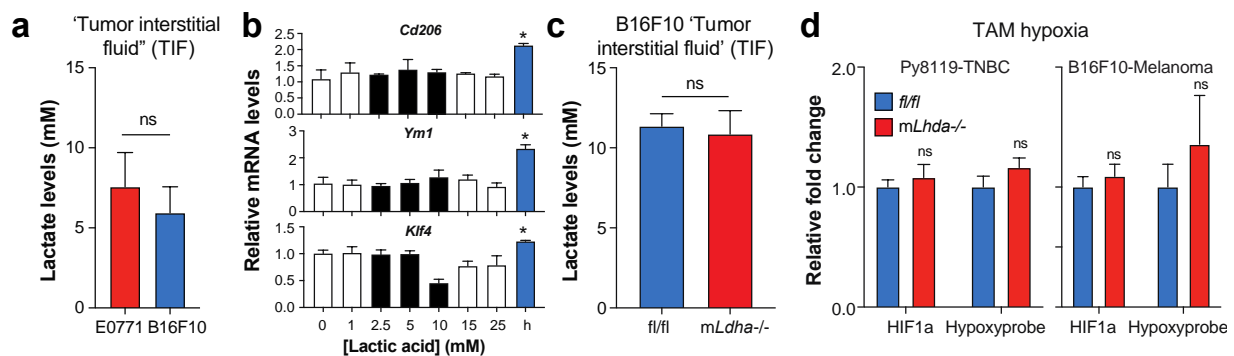 a
'Tumor interstitial
fluid" (TIF)
Lactate levels (mM)
15
10
5
0
ns
E0771 B16F10
b
Relative mRNA levels
Cd206
2.5
2.0
1.5
1.0
0.5
0.0
*
Ym1
3
2
1
0
*
Klf4
1.5
1.0
0.5
0.0
*
0 1 2.5 5 10 15 25 h
[Lactic acid] (mM)
c
B16F10 'Tumor
interstitial fluid' (TIF)
Lactate levels (mM)
15
10
5
0
ns
fl/fl mLdha-/-
d
TAM hypoxia
Relative fold change
2.0
1.0
0.0
Py8119-TNBC
B16F10-Melanoma
fl/fl
mLhda-/-
ns
ns
ns
ns
HIF1a Hypoxyprobe
HIF1a Hypoxyprobe